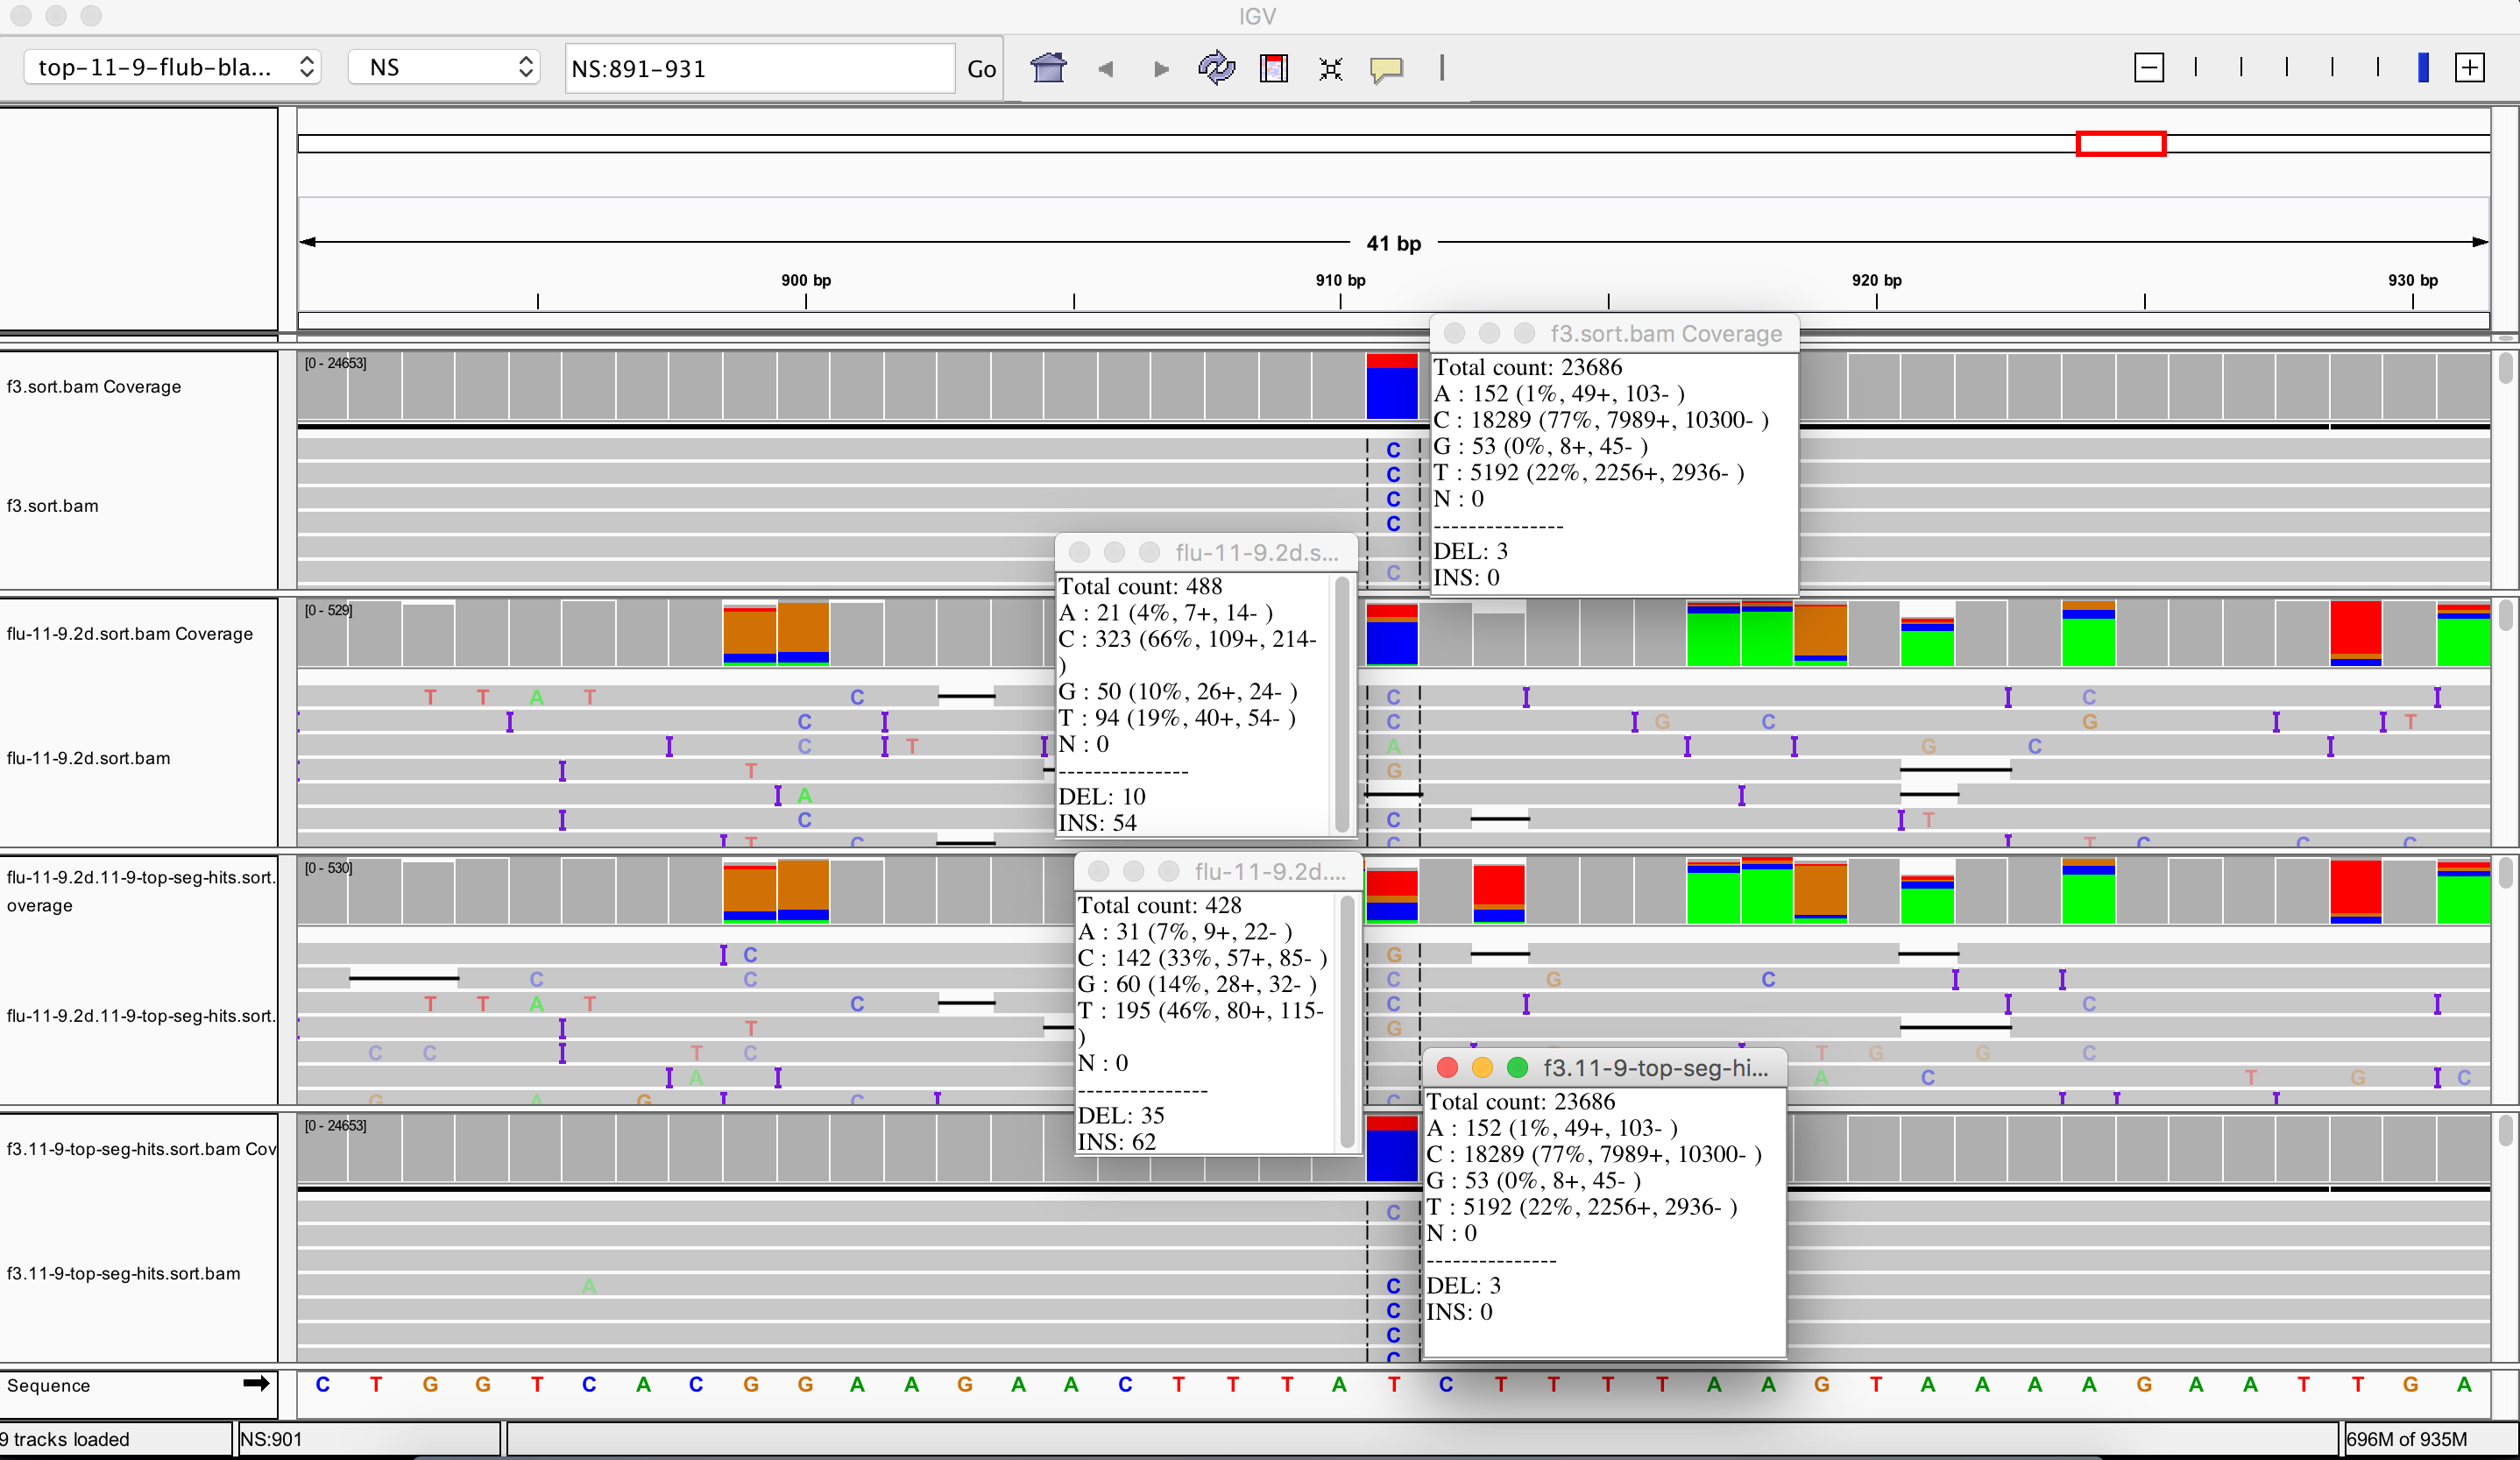 IGV
top-11-9-flub-bla...
NS
NS:891-931
Go
41 bp
900 bp
910 bp
920 bp
930 bp
f3.sort.bam Coverage
[0 - 24653]
f3.sort.bam
C
C
C
C
C
f3.sort.bam Coverage
Total count: 23686
A : 152 (1%, 49+, 103- )
C : 18289 (77%, 7989+, 10300- )
G : 53 (0%, 8+, 45- )
T : 5192 (22%, 2256+, 2936- )
N : 0
---------------
DEL: 3
INS: 0
flu-11-9.2d.s...
Total count: 488
A : 21 (4%, 7+, 14- )
C : 323 (66%, 109+, 214-
)
G : 50 (10%, 26+, 24- )
T : 94 (19%, 40+, 54- )
N : 0
---------------
DEL: 10
INS: 54
flu-11-9.2d.sort.bam Coverage
[0 - 529]
flu-11-9.2d.sort.bam
T T A T C C C
C C G C G T
C T A G C
T G
A
C C T
T C C T C C C
flu-11-9.2d.11-9-top-seg-hits.sort.
overage
[0 - 530]
flu-11-9.2d.11-9-top-seg-hits.sort.
C G
C C C G C
T T A T C C C
T G
C C T C T G G C
A A C T G C
G A G C C
flu-11-9.2d....
Total count: 428
A : 31 (7%, 9+, 22- )
C : 142 (33%, 57+, 85- )
G : 60 (14%, 28+, 32- )
T : 195 (46%, 80+, 115-
)
N : 0
---------------
DEL: 35
INS: 62
f3.11-9-top-seg-hi...
Total count: 23686
A : 152 (1%, 49+, 103- )
C : 18289 (77%, 7989+, 10300- )
G : 53 (0%, 8+, 45- )
T : 5192 (22%, 2256+, 2936- )
N : 0
---------------
DEL: 3
INS: 0
f3.11-9-top-seg-hits.sort.bam Cov
[0 - 24653]
f3.11-9-top-seg-hits.sort.bam
C
A C
C
C
C
Sequence
C T G G T C A C G G A A G A A C T T T A T C T T T T A A G T A A A A G A A T T G A
9 tracks loaded
NS:901
696M of 935M